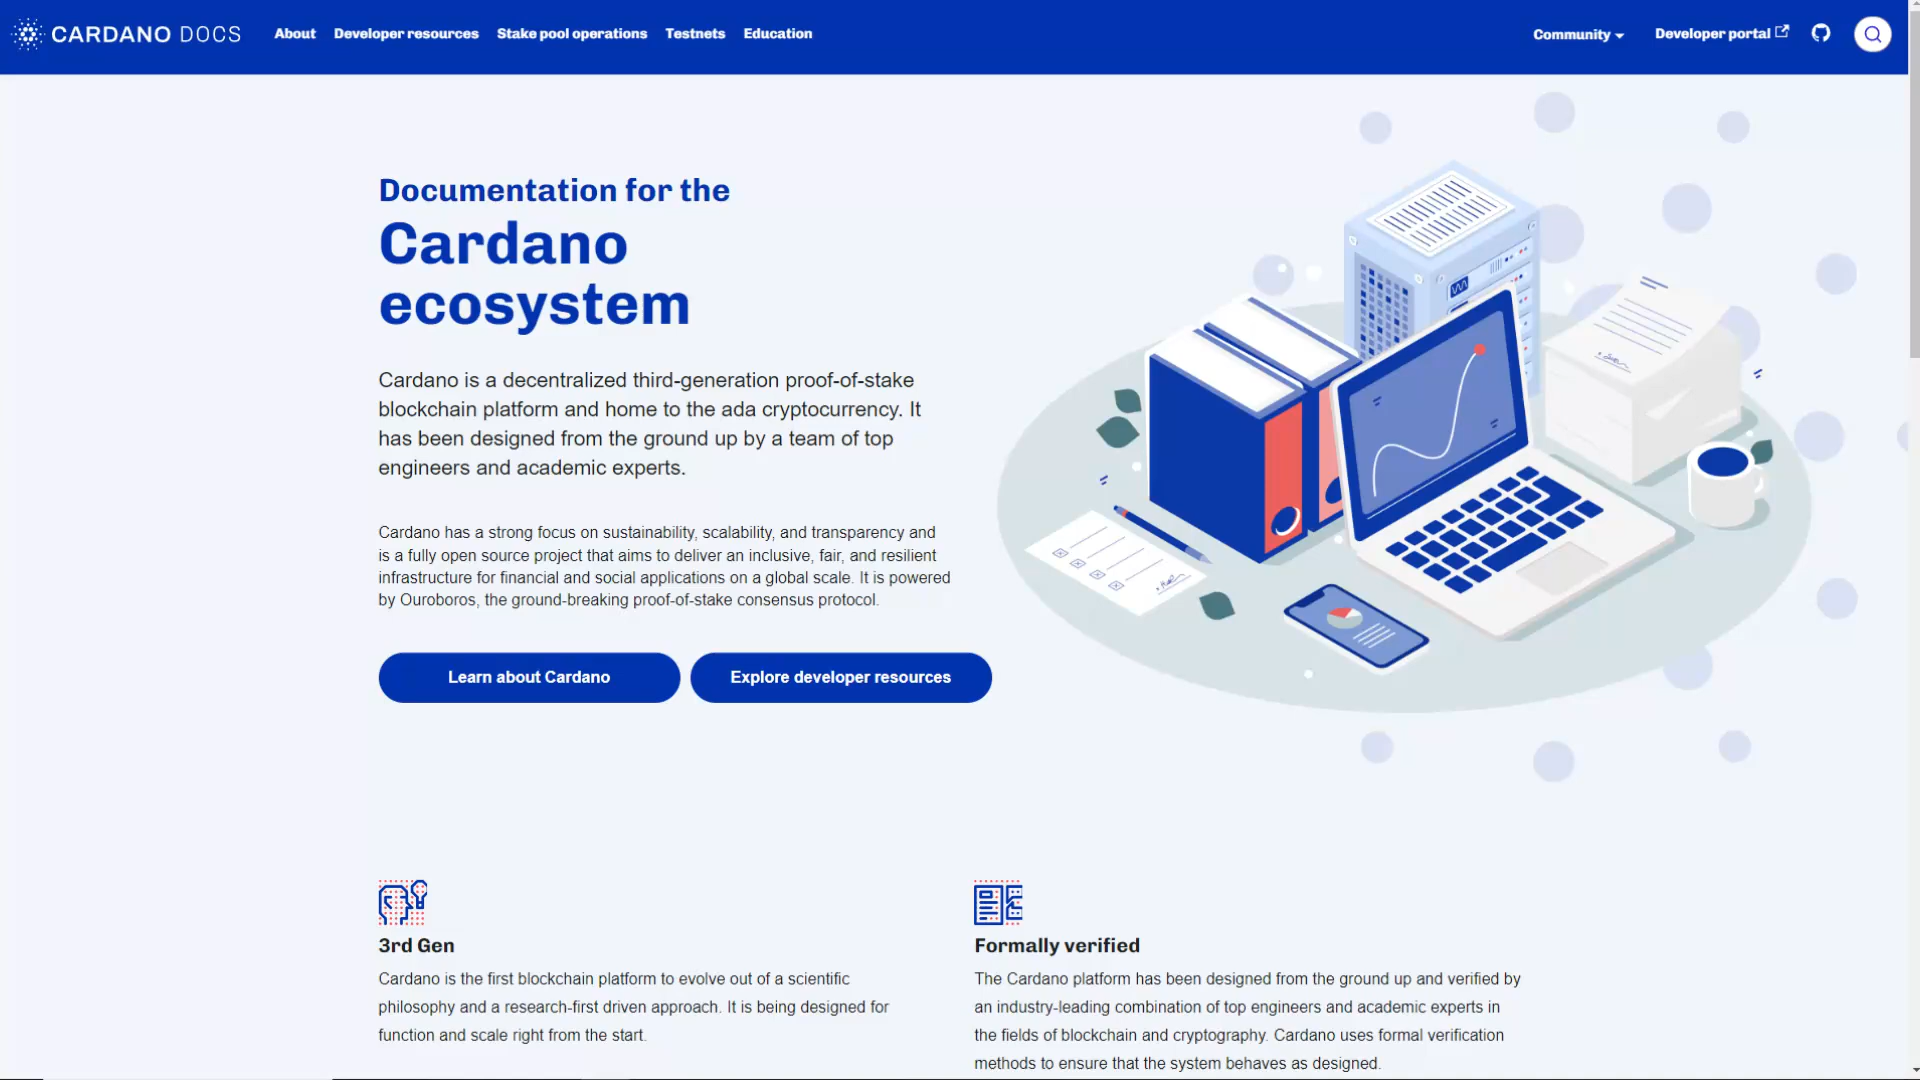 CARDANO DOCS About Developer resources Stake pool operations Testnets Education Community Developer portal
Documentation for the
Cardano
ecosystem
Cardano is a decentralized third-generation proof-of-stake
blockchain platform and home to the ada cryptocurrency. It
has been designed from the ground up by a team of top
engineers and academic experts.
Cardano has a strong focus on sustainability, scalability, and transparency and
is a fully open source project that aims to deliver an inclusive, fair, and resilient
infrastructure for financial and social applications on a global scale. It is powered
by Ouroboros, the ground-breaking proof-of-stake consensus protocol.
Learn about Cardano Explore developer resources
3rd Gen
Cardano is the first blockchain platform to evolve out of a scientific
philosophy and a research-first driven approach. It is being designed for
function and scale right from the start.
Formally verified
The Cardano platform has been designed from the ground up and verified by
an industry-leading combination of top engineers and academic experts in
the fields of blockchain and cryptography. Cardano uses formal verification
methods to ensure that the system behaves as designed.